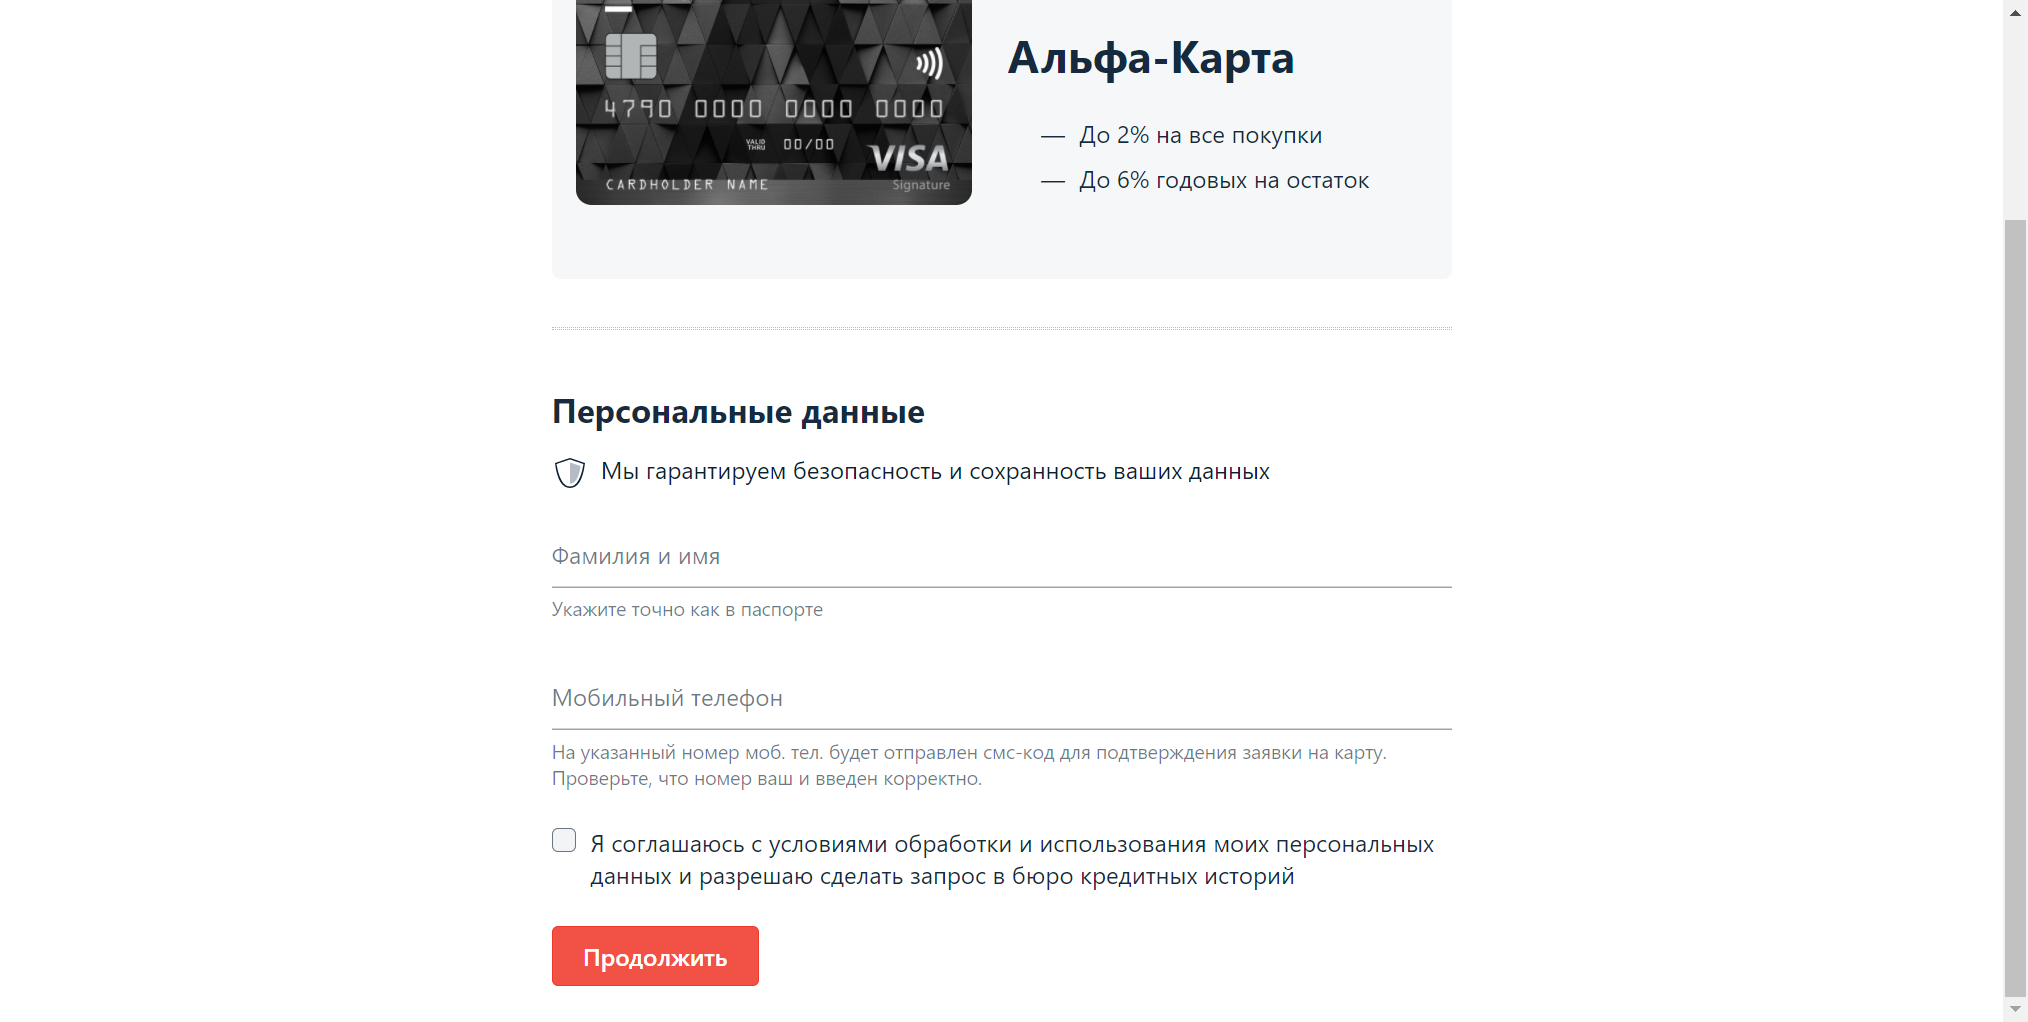 Альфа-Карта
4790 0000 0000 0000
VALID
THRU 00/00
VISA
Signature
CARDHOLDER NAME
— До 2% на все покупки
— До 6% годовых на остаток
Персональные данные
Мы гарантируем безопасность и сохранность ваших данных
Фамилия и имя
Укажите точно как в паспорте
Мобильный телефон
На указанный номер моб. тел. будет отправлен смс-код для подтверждения заявки на карту.
Проверьте, что номер ваш и введен корректно.
Я соглашаюсь с условиями обработки и использования моих персональных
данных и разрешаю сделать запрос в бюро кредитных историй
Продолжить